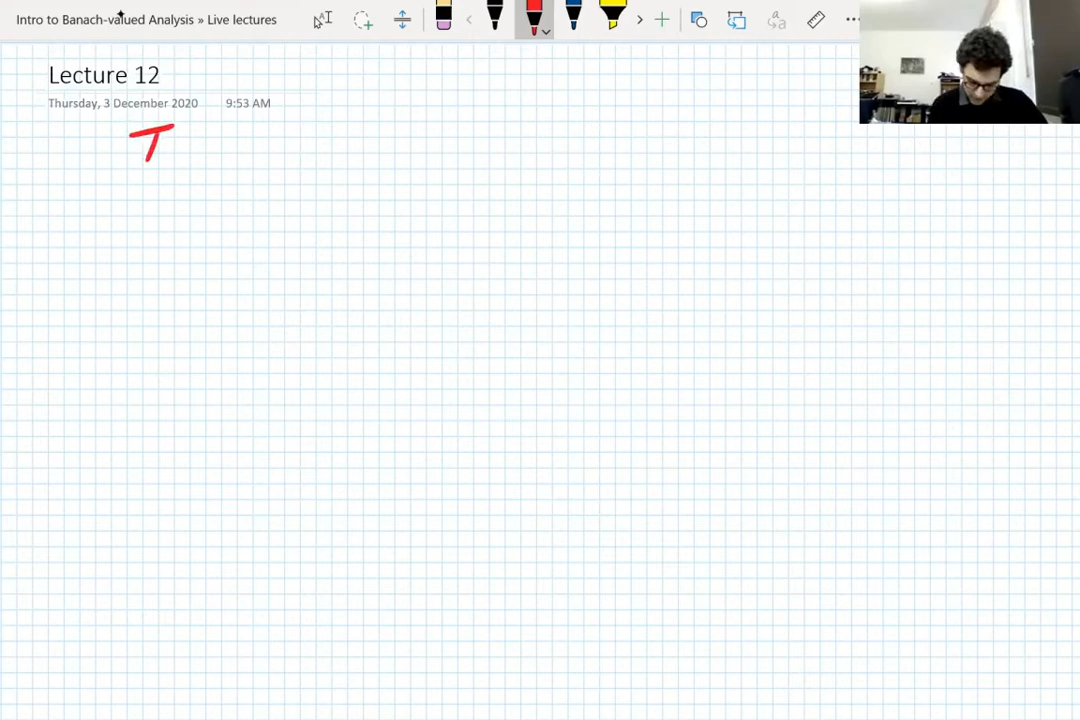 Intro to Banach-valued Analysis » Live lectures
Lecture 12
Thursday, 3 December 2020 9:53 AM
T